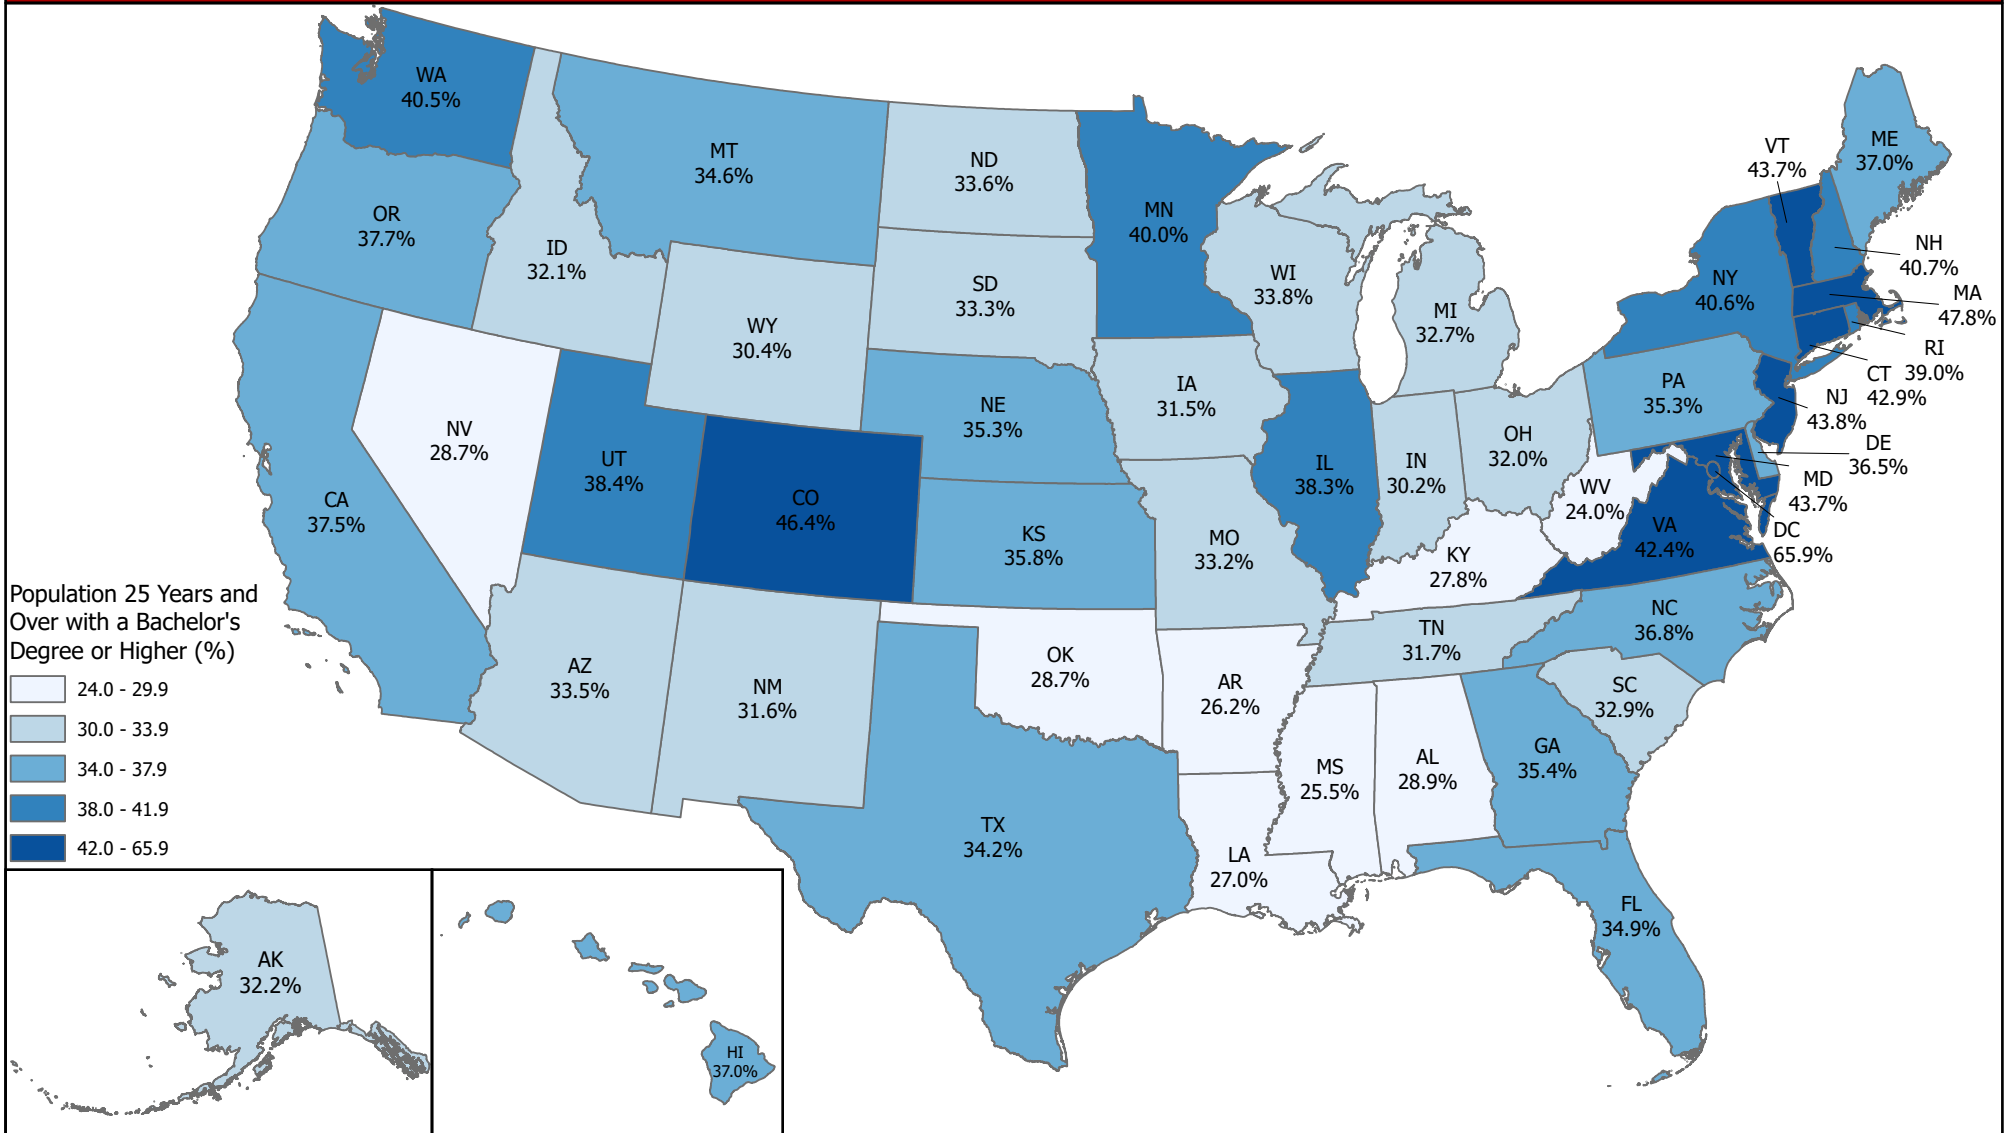 WA
40.5%
MT
34.6%
ND
33.6%
MN
40.0%
VT
43.7%
ME
37.0%
OR
37.7%
ID
32.1%
SD
33.3%
WI
33.8%
MI
32.7%
NY
40.6%
NH
40.7%
MA
47.8%
RI
39.0%
CT
42.9%
NJ
43.8%
DE
36.5%
MD
43.7%
DC
65.9%
WY
30.4%
IA
31.5%
NE
35.3%
PA
35.3%
NV
28.7%
UT
38.4%
CO
46.4%
IL
38.3%
IN
30.2%
OH
32.0%
WV
24.0%
VA
42.4%
CA
37.5%
KS
35.8%
MO
33.2%
KY
27.8%
NC
36.8%
TN
31.7%
AZ
33.5%
NM
31.6%
OK
28.7%
AR
26.2%
SC
32.9%
TX
34.2%
MS
25.5%
AL
28.9%
GA
35.4%
LA
27.0%
FL
34.9%
Population 25 Years and
Over with a Bachelor's
Degree or Higher (%)
24.0 - 29.9
30.0 - 33.9
34.0 - 37.9
38.0 - 41.9
42.0 - 65.9
AK
32.2%
HI
37.0%